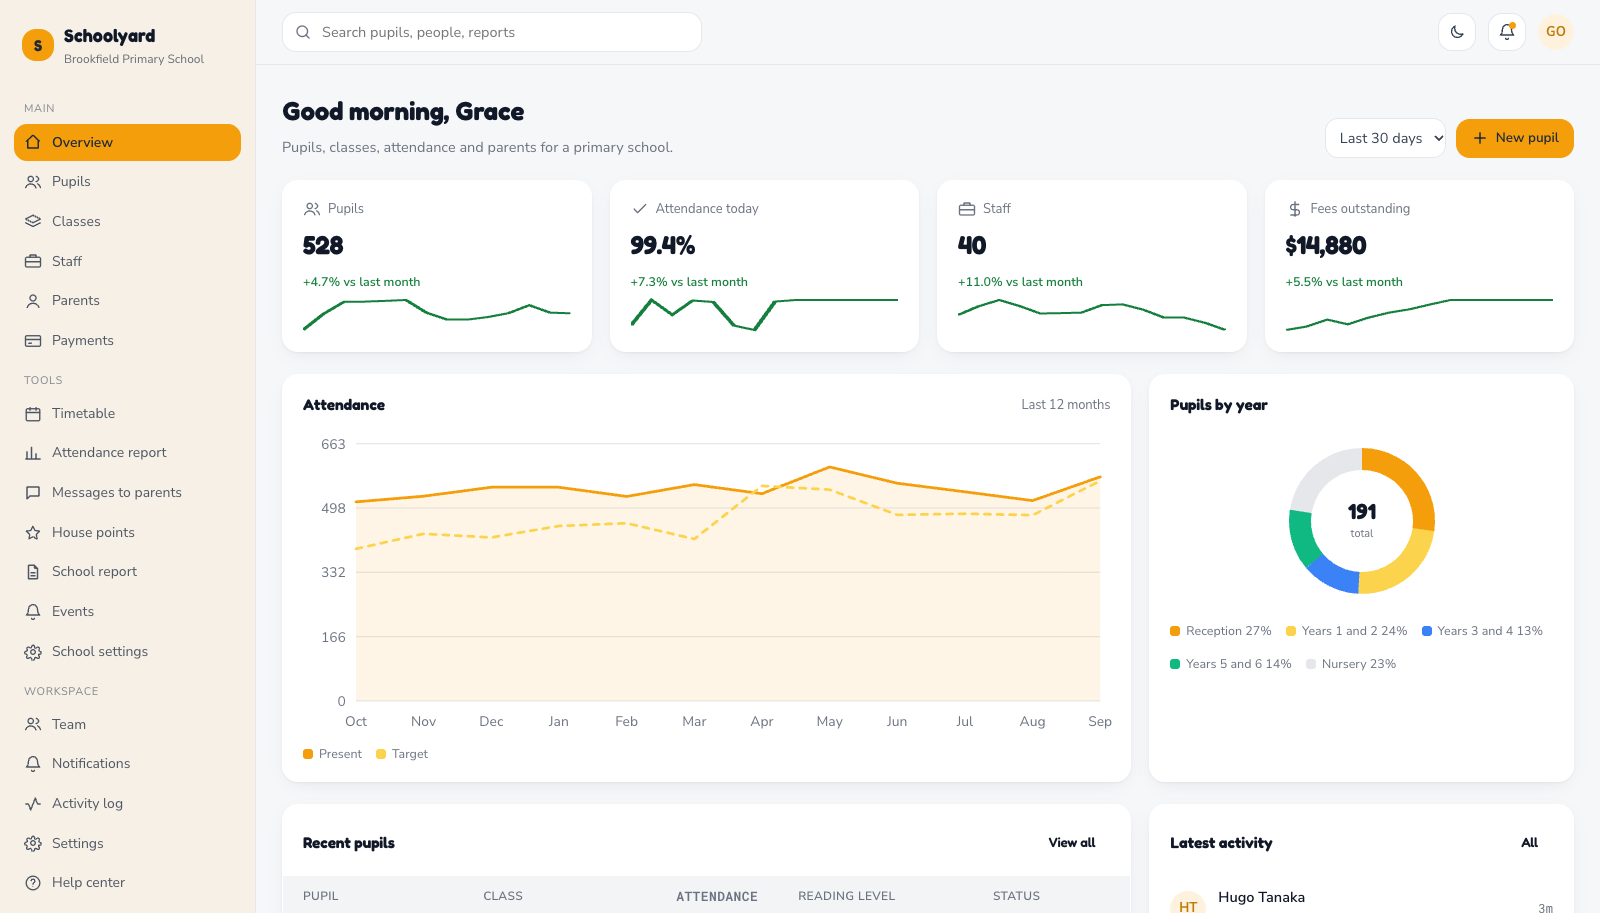 S
Schoolyard
Brookfield Primary School
MAIN
Overview
Pupils
Classes
Staff
Parents
Payments
TOOLS
Timetable
Attendance report
Messages to parents
House points
School report
Events
School settings
WORKSPACE
Team
Notifications
Activity log
Settings
Help center
Search pupils, people, reports
GO
Good morning, Grace
Pupils, classes, attendance and parents for a primary school.
Last 30 days
New pupil
Pupils
528
+4.7% vs last month
Attendance today
99.4%
+7.3% vs last month
Staff
40
+11.0% vs last month
Fees outstanding
$14,880
+5.5% vs last month
Attendance
Last 12 months
663
498
332
166
0
Oct Nov Dec Jan Feb Mar Apr May Jun Jul Aug Sep
Present Target
Pupils by year
191
total
Reception 27% Years 1 and 2 24% Years 3 and 4 13%
Years 5 and 6 14% Nursery 23%
Recent pupils
View all
PUPIL CLASS ATTENDANCE READING LEVEL STATUS
Latest activity
All
HT
Hugo Tanaka
3m